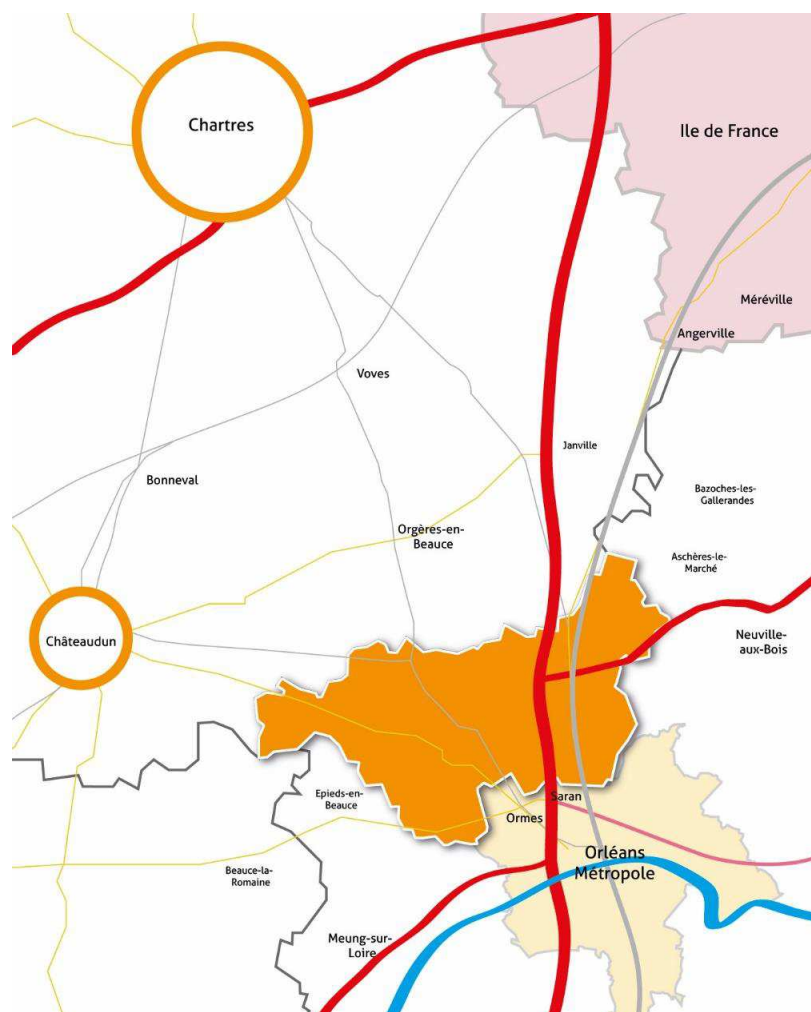 Chartres
Ile de France
Méréville
Angerville
Voves
Janville
Bonneval
Bazoches-les-
Gallerandes
Orgères-en-
Beauce
Aschères-le-
Marché
Châteaudun
Neuville-
aux-Bois
Epieds-en-
Beauce
Saran
Ormes
Orléans
Métropole
Beauce-la-
Romaine
Meung-sur-
Loire